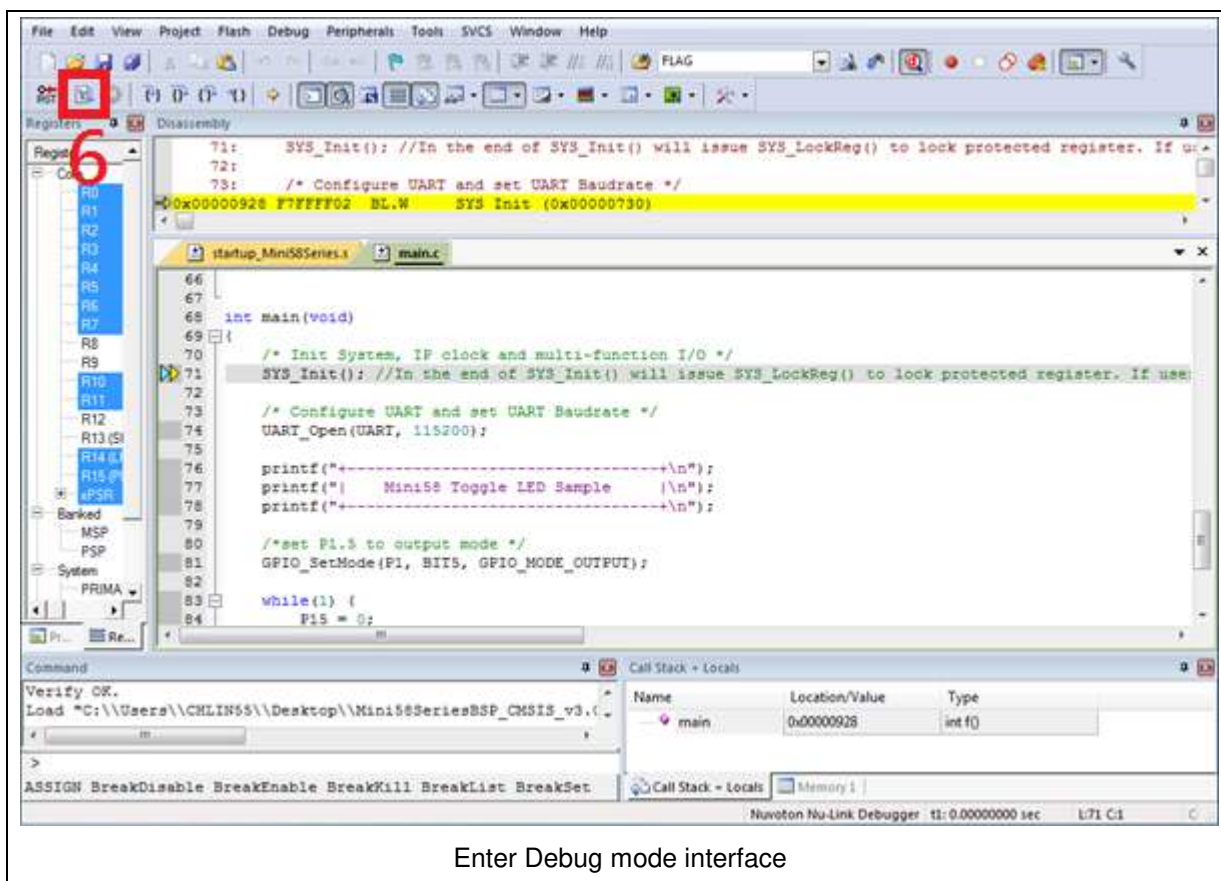 File Edit View Project Flash Debug Peripherals Tools SVCS Window Help
FLAG
RST
6
Registers
Disassembly
71: SYS_Init(); //In the end of SYS_Init() will issue SYS_LockReg() to lock protected register. If u
72:
73: /* Configure UART and set UART Baudrate */
0x00000928 F7FFFF02 BL.W SYS_Init (0x00000730)
R0
R1
R2
R3
R4
R5
R6
R7
R8
R9
R10
R11
R12
R13 (S
R14 (L
R15 (P
xPSR
Banked
MSP
PSP
System
PRIMA
Pr... Re...
startup_Mini58Series.s main.c
66
67
68 int main(void)
69 {
70 /* Init System, IP clock and multi-function I/O */
71 SYS_Init(); //In the end of SYS_Init() will issue SYS_LockReg() to lock protected register. If use
72
73 /* Configure UART and set UART Baudrate */
74 UART_Open(UART, 115200);
75
76 printf("+-----------------------------------+\n");
77 printf("| Mini58 Toggle LED Sample |\n");
78 printf("+-----------------------------------+\n");
79
80 /*set P1.5 to output mode */
81 GPIO_SetMode(P1, BIT5, GPIO_MODE_OUTPUT);
82
83 while(1) {
84 P15 = 0;
Command
Verify OK.
Load "C:\\Users\\CHLIN55\\Desktop\\Mini58SeriesBSP_CMSIS_v3.0
>
ASSIGN BreakDisable BreakEnable BreakKill BreakList BreakSet
Call Stack + Locals
Name Location/Value Type
main 0x00000928 int f()
Call Stack + Locals Memory 1
Nuvoton Nu-Link Debugger t1: 0.00000000 sec L:71 C:1
Enter Debug mode interface